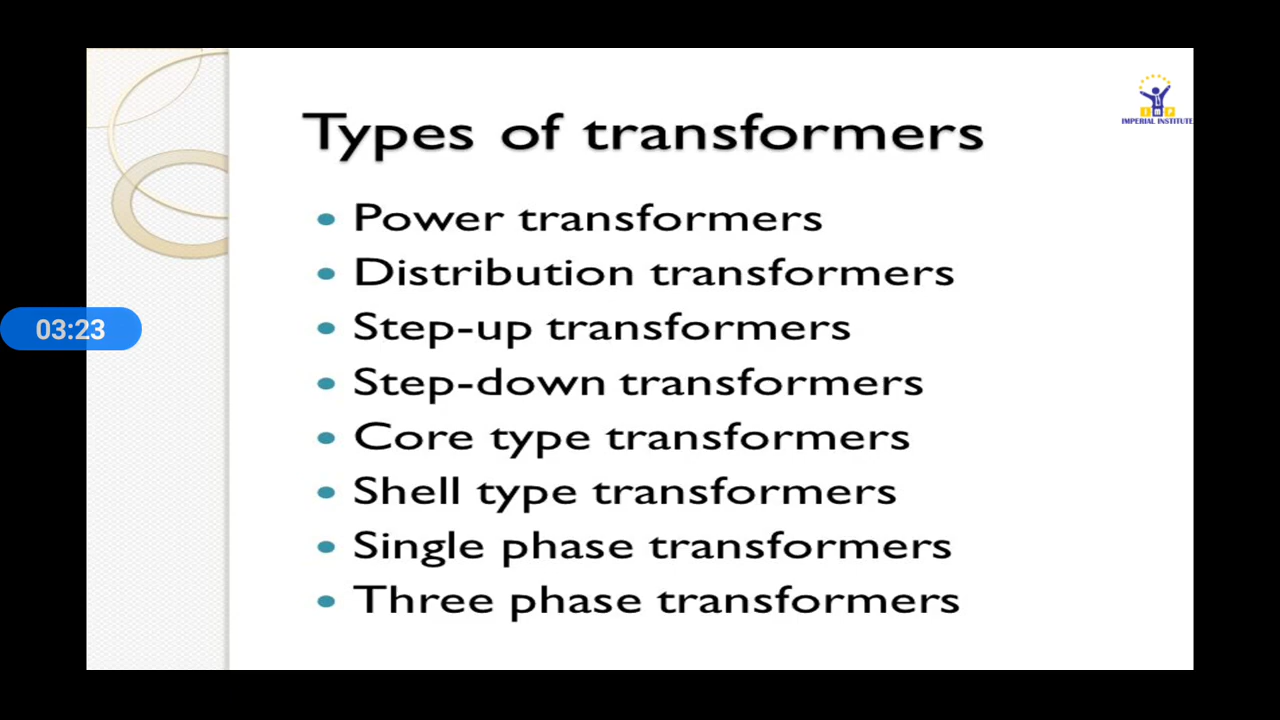 Types of transformers
IMPERIAL INSTITUTE
Power transformers
Distribution transformers
03:23
Step-up transformers
Step-down transformers
Core type transformers
Shell type transformers
Single phase transformers
Three phase transformers